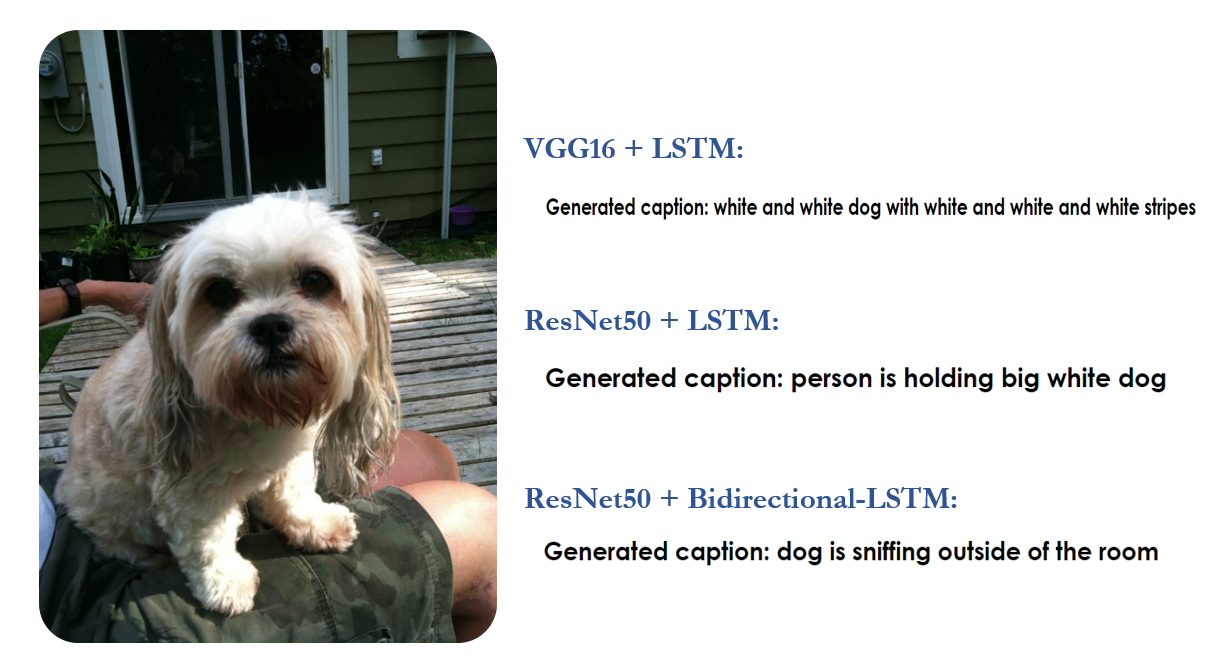 VGG16 + LSTM:
Generated caption: white and white dog with white and white and white stripes
ResNet50 + LSTM:
Generated caption: person is holding big white dog
ResNet50 + Bidirectional-LSTM:
Generated caption: dog is sniffing outside of the room